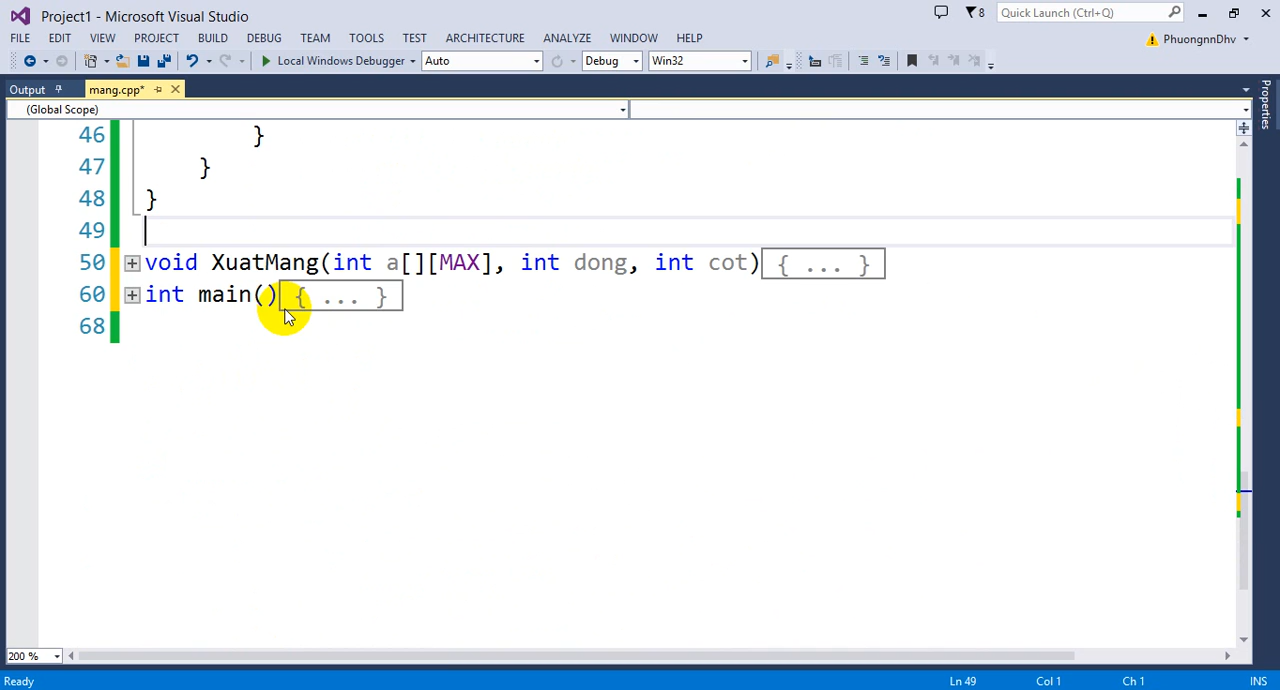 Project1 - Microsoft Visual Studio
8
Quick Launch (Ctrl+Q)
FILE EDIT VIEW PROJECT BUILD DEBUG TEAM TOOLS TEST ARCHITECTURE ANALYZE WINDOW HELP
PhuongnnDhv
Local Windows Debugger Auto Debug Win32
Output mang.cpp*
Properties
(Global Scope)
46 }
47 }
48 }
49
50 void XuatMang(int a[][MAX], int dong, int cot){ ... }
60 int main(){ ... }
68
200 %
Ready Ln 49 Col 1 Ch 1 INS